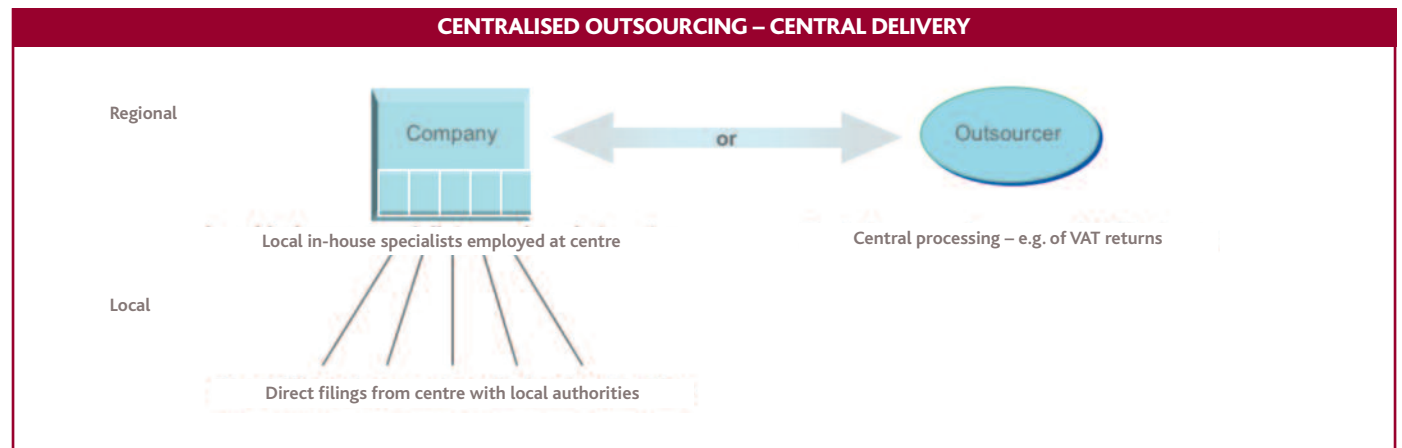 CENTRALISED OUTSOURCING – CENTRAL DELIVERY
Regional
Company
or
Outsourcer
Local in-house specialists employed at centre
Central processing – e.g. of VAT returns
Local
Direct filings from centre with local authorities